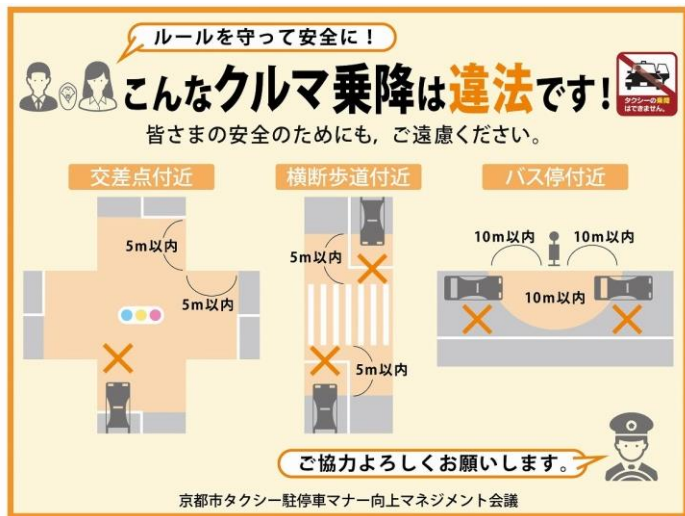 ルールを守って安全に！
こんなクルマ乗降は違法です！
タクシーの乗降
はできません。
皆さまの安全のためにも，ご遠慮ください。
交差点付近
横断歩道付近
バス停付近
5m以内
5m以内
5m以内
5m以内
10m以内
10m以内
10m以内
ご協力よろしくお願いします。
京都市タクシー駐停車マナー向上マネジメント会議